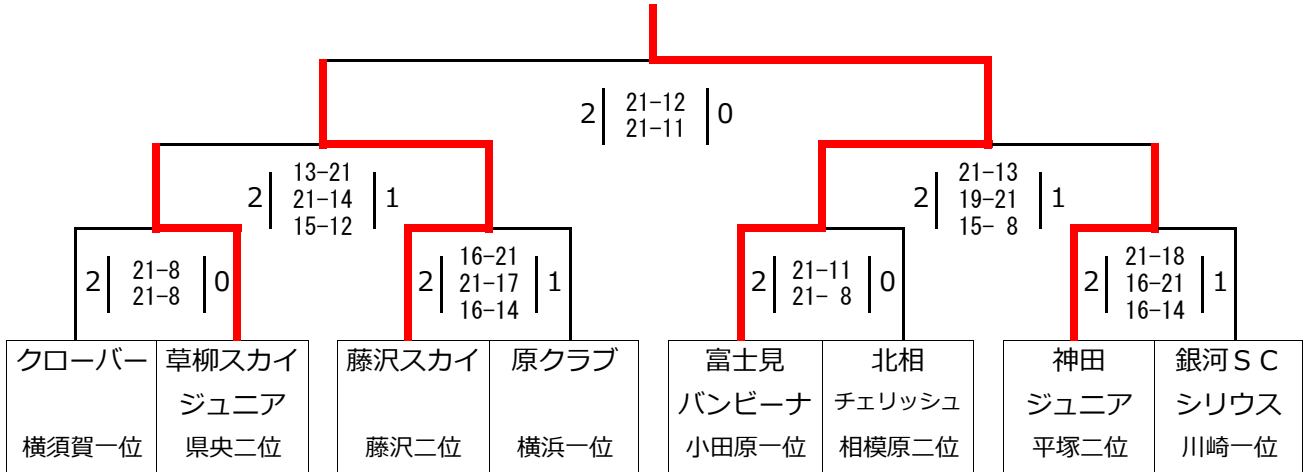 2 21-12 0
21-11
2 13-21 1
21-14
15-12
2 21-13 1
19-21
15- 8
2 21-8 0
21-8
2 16-21 1
21-17
16-14
2 21-11 0
21- 8
2 21-18 1
16-21
16-14
クローバー
横須賀一位
草柳スカイ
ジュニア
県央二位
藤沢スカイ
藤沢二位
原クラブ
横浜一位
富士見
バンビーナ
小田原一位
北相
チェリッシュ
相模原二位
神田
ジュニア
平塚二位
銀河ＳＣ
シリウス
川崎一位